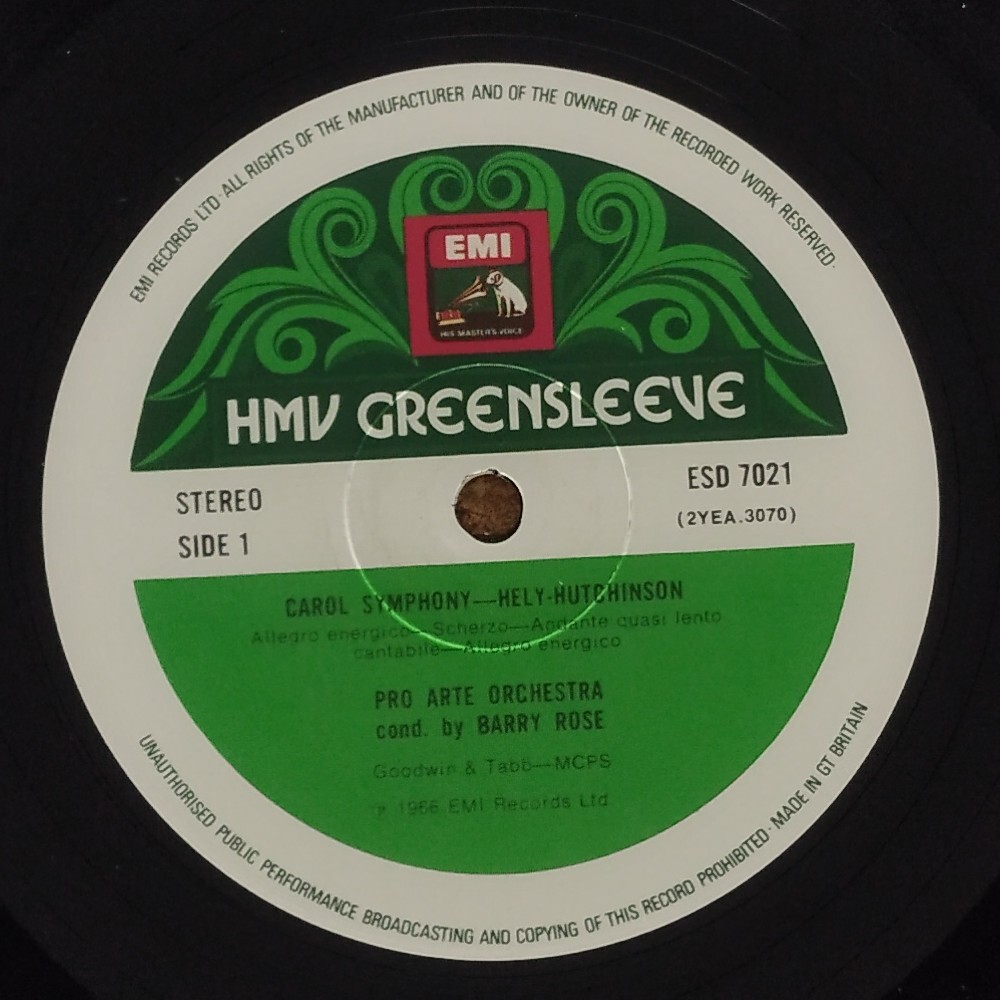 EMI RECORDS LTD · ALL RIGHTS OF THE MANUFACTURER AND OF THE OWNER OF THE RECORDED WORK RESERVED ·
EMI
HIS MASTER'S VOICE
HMV GREENSLEEVE
STEREO
ESD 7021
SIDE 1
(2YEA.3070)
CAROL SYMPHONY—HELY-HUTCHINSON
Allegro energico—Scherzo—Andante quasi lento
cantabile—Allegro energico
PRO ARTE ORCHESTRA
cond. by BARRY ROSE
Goodwin & Tabb—MCPS
℗ 1966 EMI Records Ltd.
UNAUTHORISED PUBLIC PERFORMANCE BROADCASTING AND COPYING OF THIS RECORD PROHIBITED · MADE IN GT BRITAIN